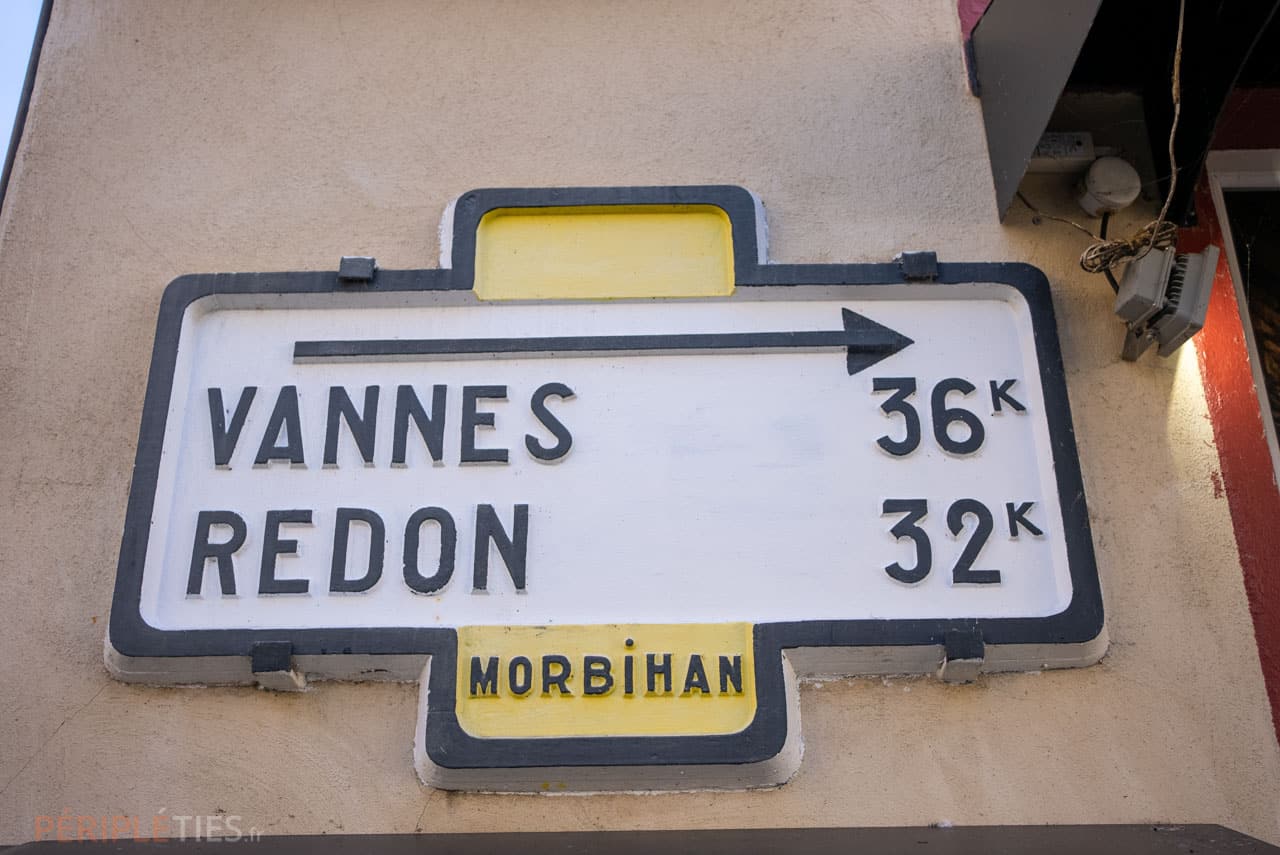 VANNES 36K
REDON 32K
MORBiHAN
PÉRIPLÉTIES.fr